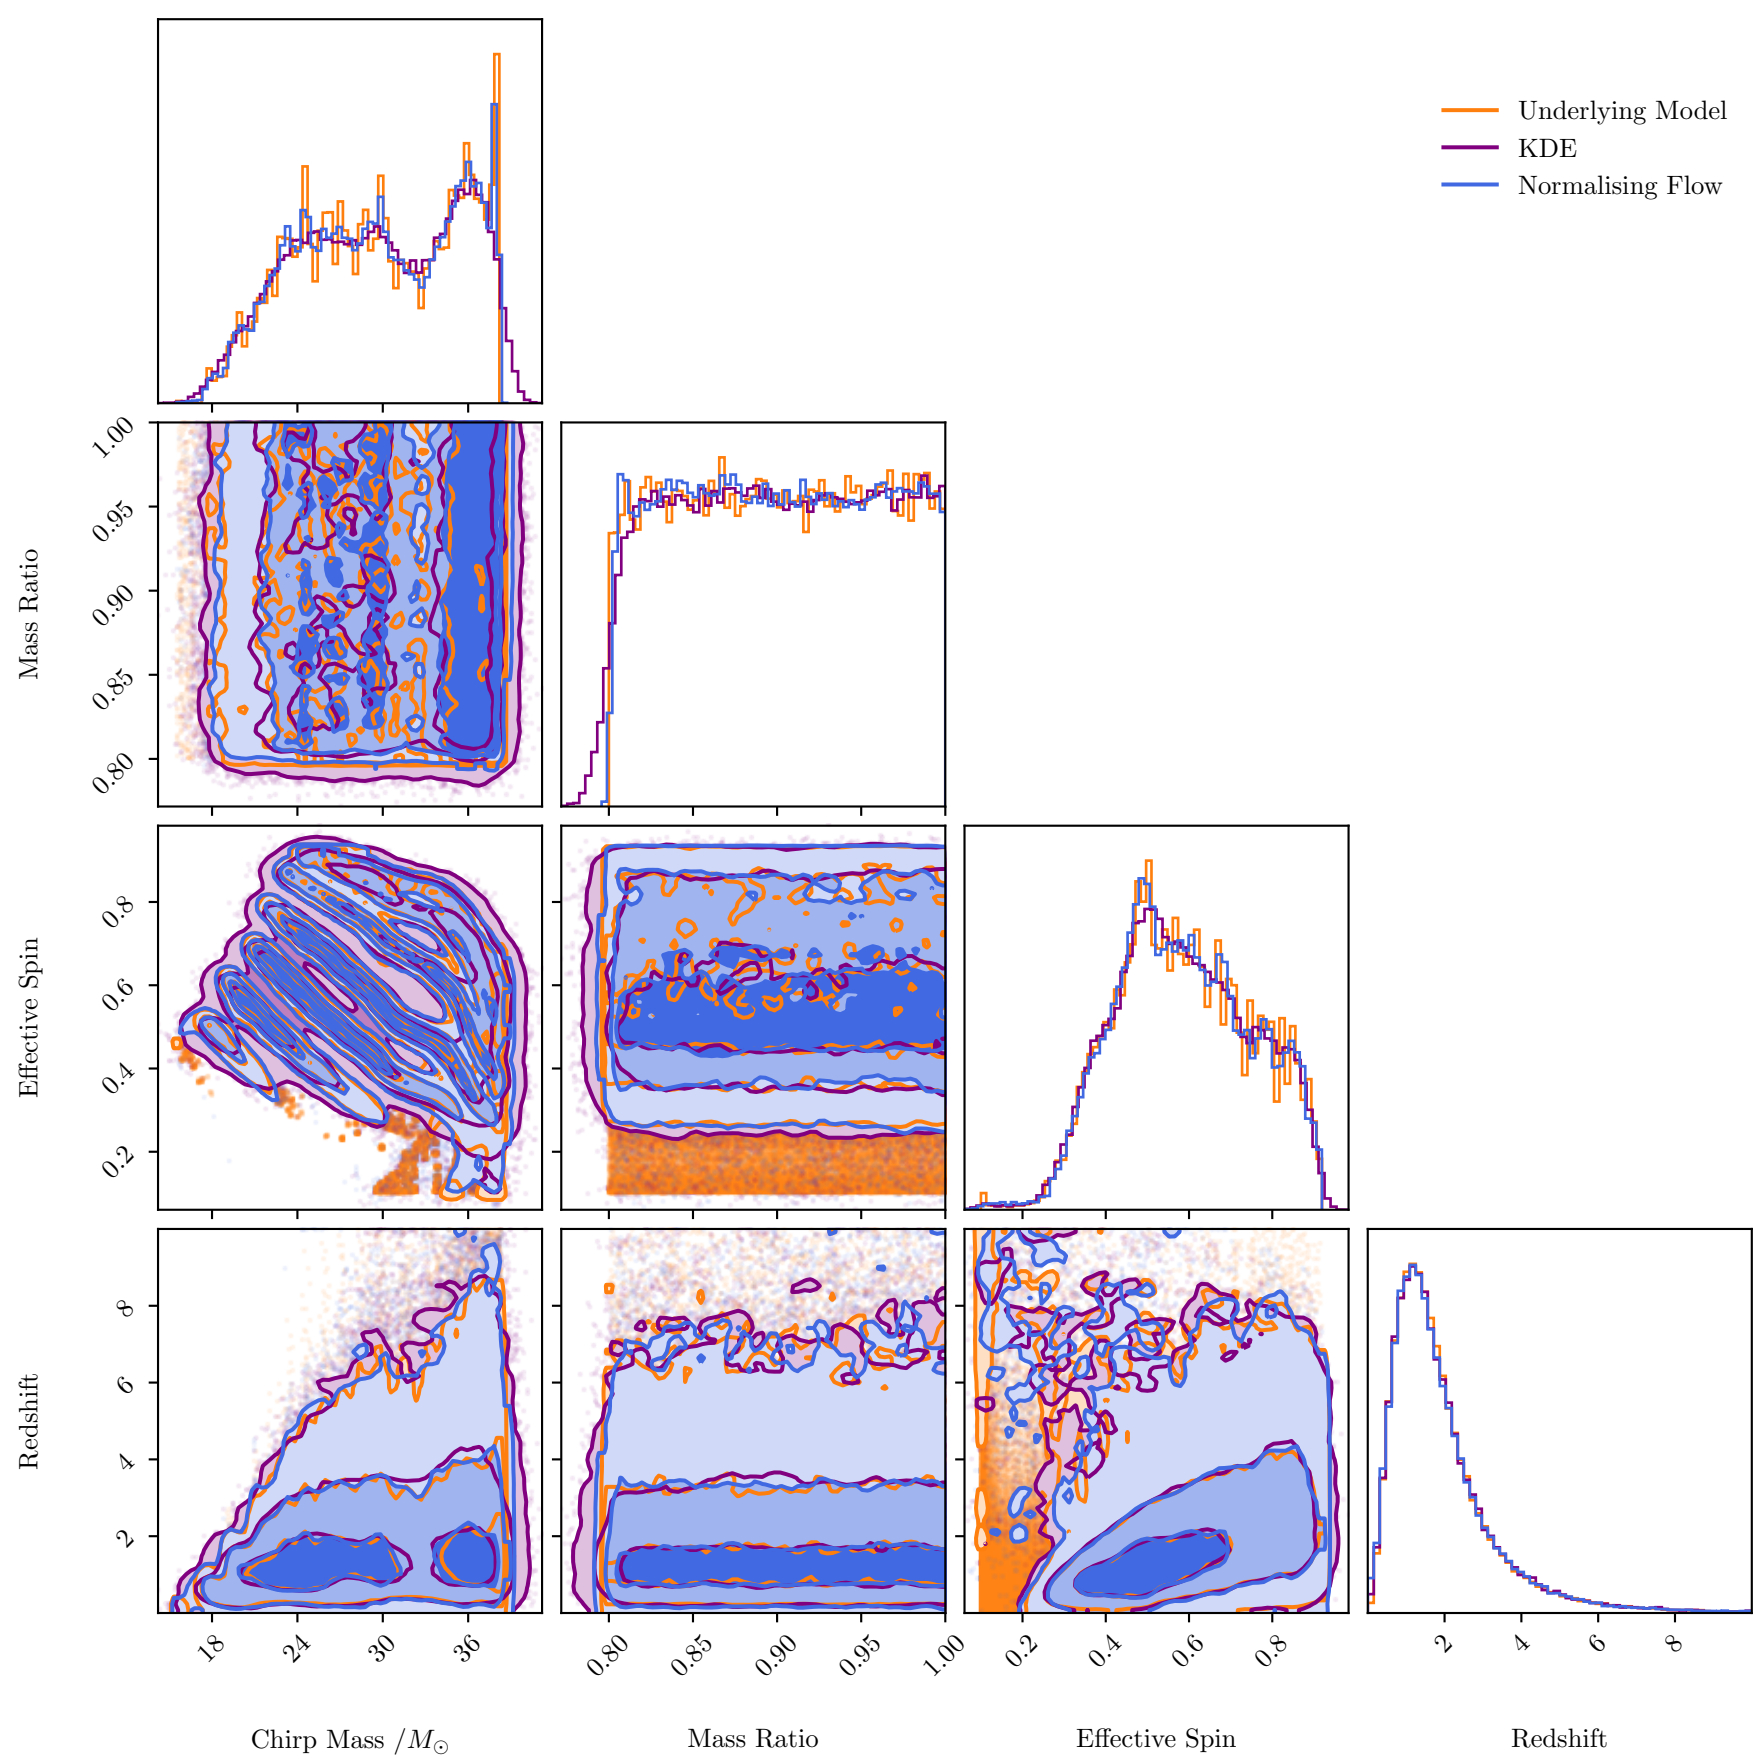 Underlying Model
KDE
Normalising Flow
1.00
0.95
0.90
0.85
0.80
Mass Ratio
0.8
0.6
0.4
0.2
Effective Spin
8
6
4
2
Redshift
18 24 30 36
0.80 0.85 0.90 0.95 1.00
0.2 0.4 0.6 0.8
2 4 6 8
Chirp Mass /M⊙
Mass Ratio
Effective Spin
Redshift